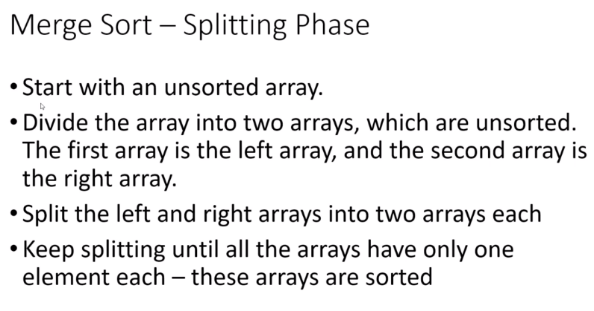 Merge Sort – Splitting Phase
• Start with an unsorted array.
• Divide the array into two arrays, which are unsorted.
The first array is the left array, and the second array is
the right array.
• Split the left and right arrays into two arrays each
• Keep splitting until all the arrays have only one
element each – these arrays are sorted